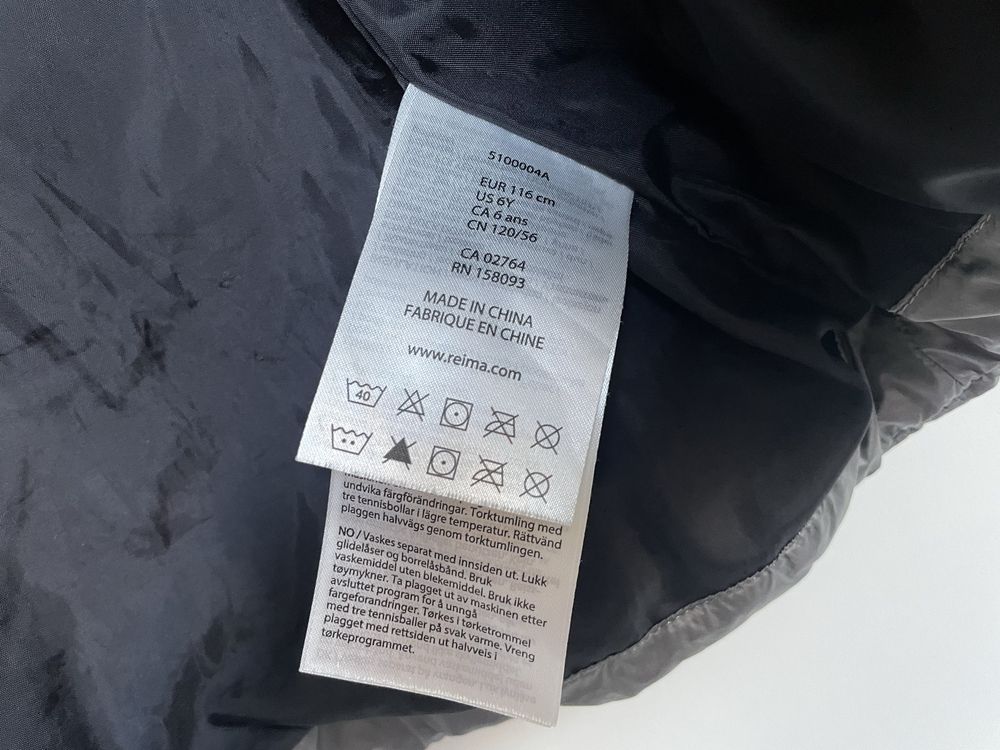 5100004A
EUR 116 cm
US 6Y
CA 6 ans
CN 120/56
CA 02764
RN 158093
MADE IN CHINA
FABRIQUE EN CHINE
www.reima.com
40
undvika färgförändringar. Torktumling med
tre tennisbollar i lägre temperatur. Rättvänd
plaggen halvvägs genom torktumlingen.
NO / Vaskes separat med innsiden ut. Lukk
glidelåser og borrelåsbånd. Bruk
vaskemiddel uten blekemiddel. Bruk ikke
tøymykner. Ta plagget ut av maskinen etter
avsluttet program for å unngå
fargeforandringer. Tørkes i tørketrommel
med tre tennisballer på svak varme. Vreng
plagget med rettsiden ut halvveis i
tørkeprogrammet.